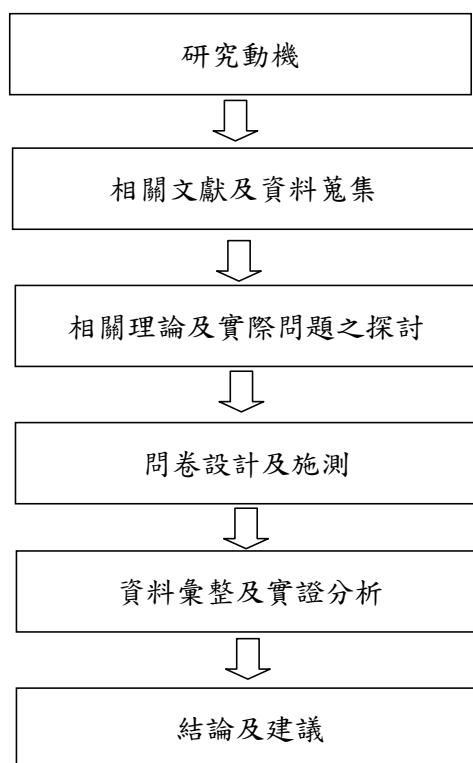 研究動機
相關文獻及資料蒐集
相關理論及實際問題之探討
問卷設計及施測
資料彙整及實證分析
結論及建議